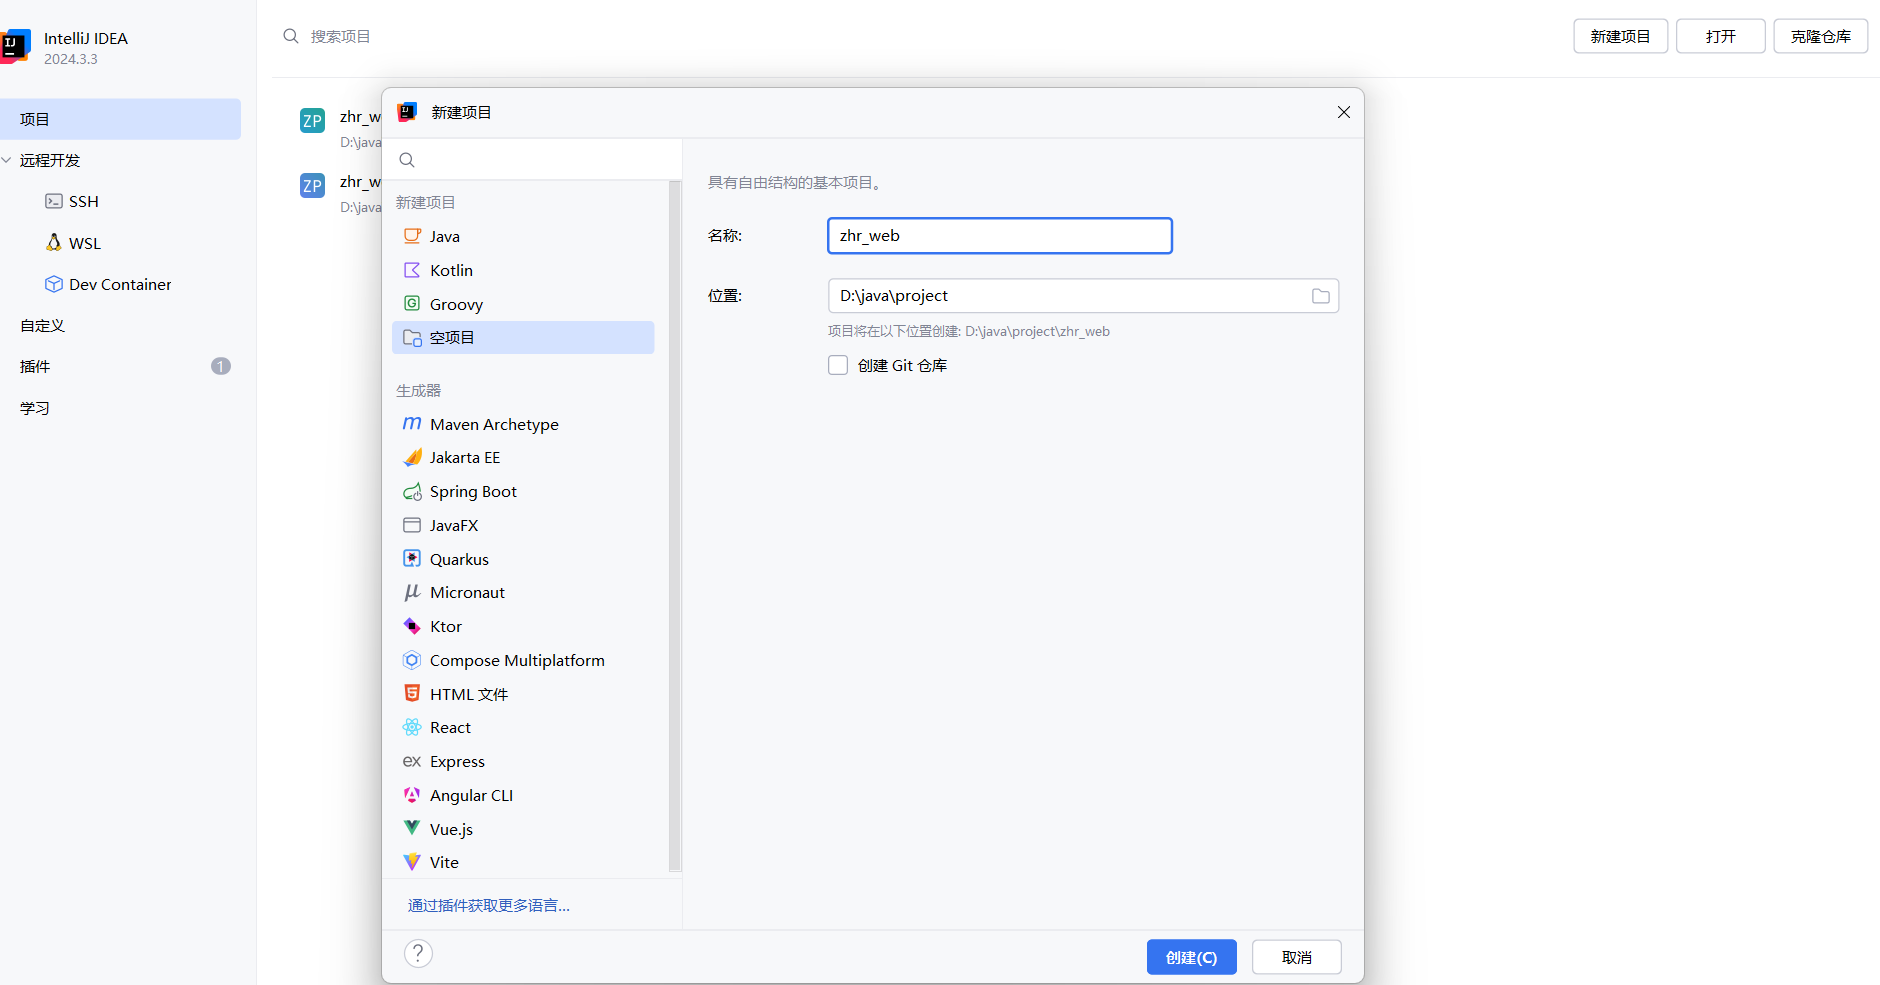 IntelliJ IDEA
2024.3.3
项目
远程开发
SSH
WSL
Dev Container
自定义
插件
1
学习
搜索项目
新建项目
打开
克隆仓库
ZP
zhr_w
D:\java
ZP
zhr_w
D:\java
新建项目
新建项目
Java
Kotlin
Groovy
空项目
生成器
Maven Archetype
Jakarta EE
Spring Boot
JavaFX
Quarkus
Micronaut
Ktor
Compose Multiplatform
HTML 文件
React
Express
Angular CLI
Vue.js
Vite
通过插件获取更多语言...
具有自由结构的基本项目。
名称:
zhr_web
位置:
D:\java\project
项目将在以下位置创建: D:\java\project\zhr_web
创建 Git 仓库
?
创建(C)
取消